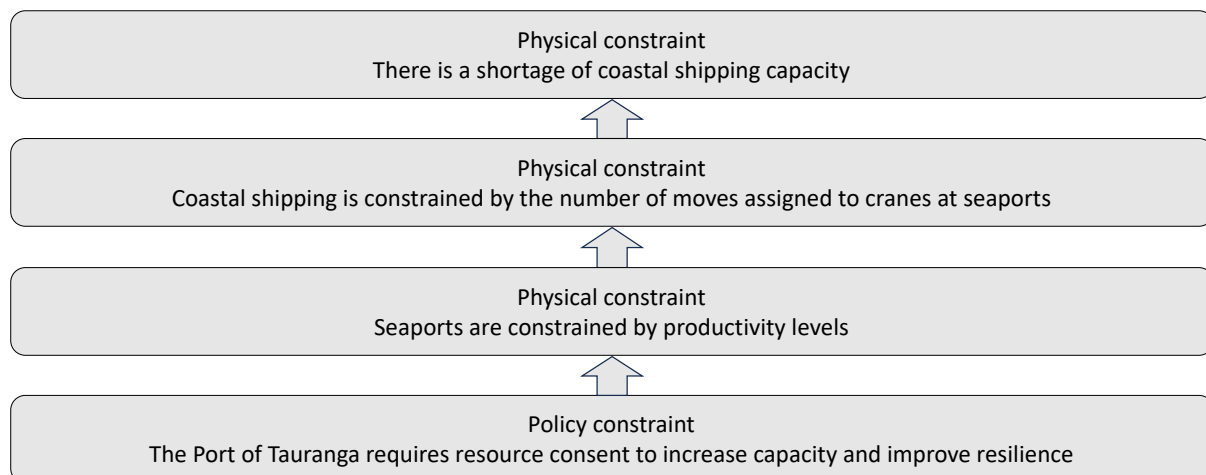 Physical constraint
There is a shortage of coastal shipping capacity
Physical constraint
Coastal shipping is constrained by the number of moves assigned to cranes at seaports
Physical constraint
Seaports are constrained by productivity levels
Policy constraint
The Port of Tauranga requires resource consent to increase capacity and improve resilience